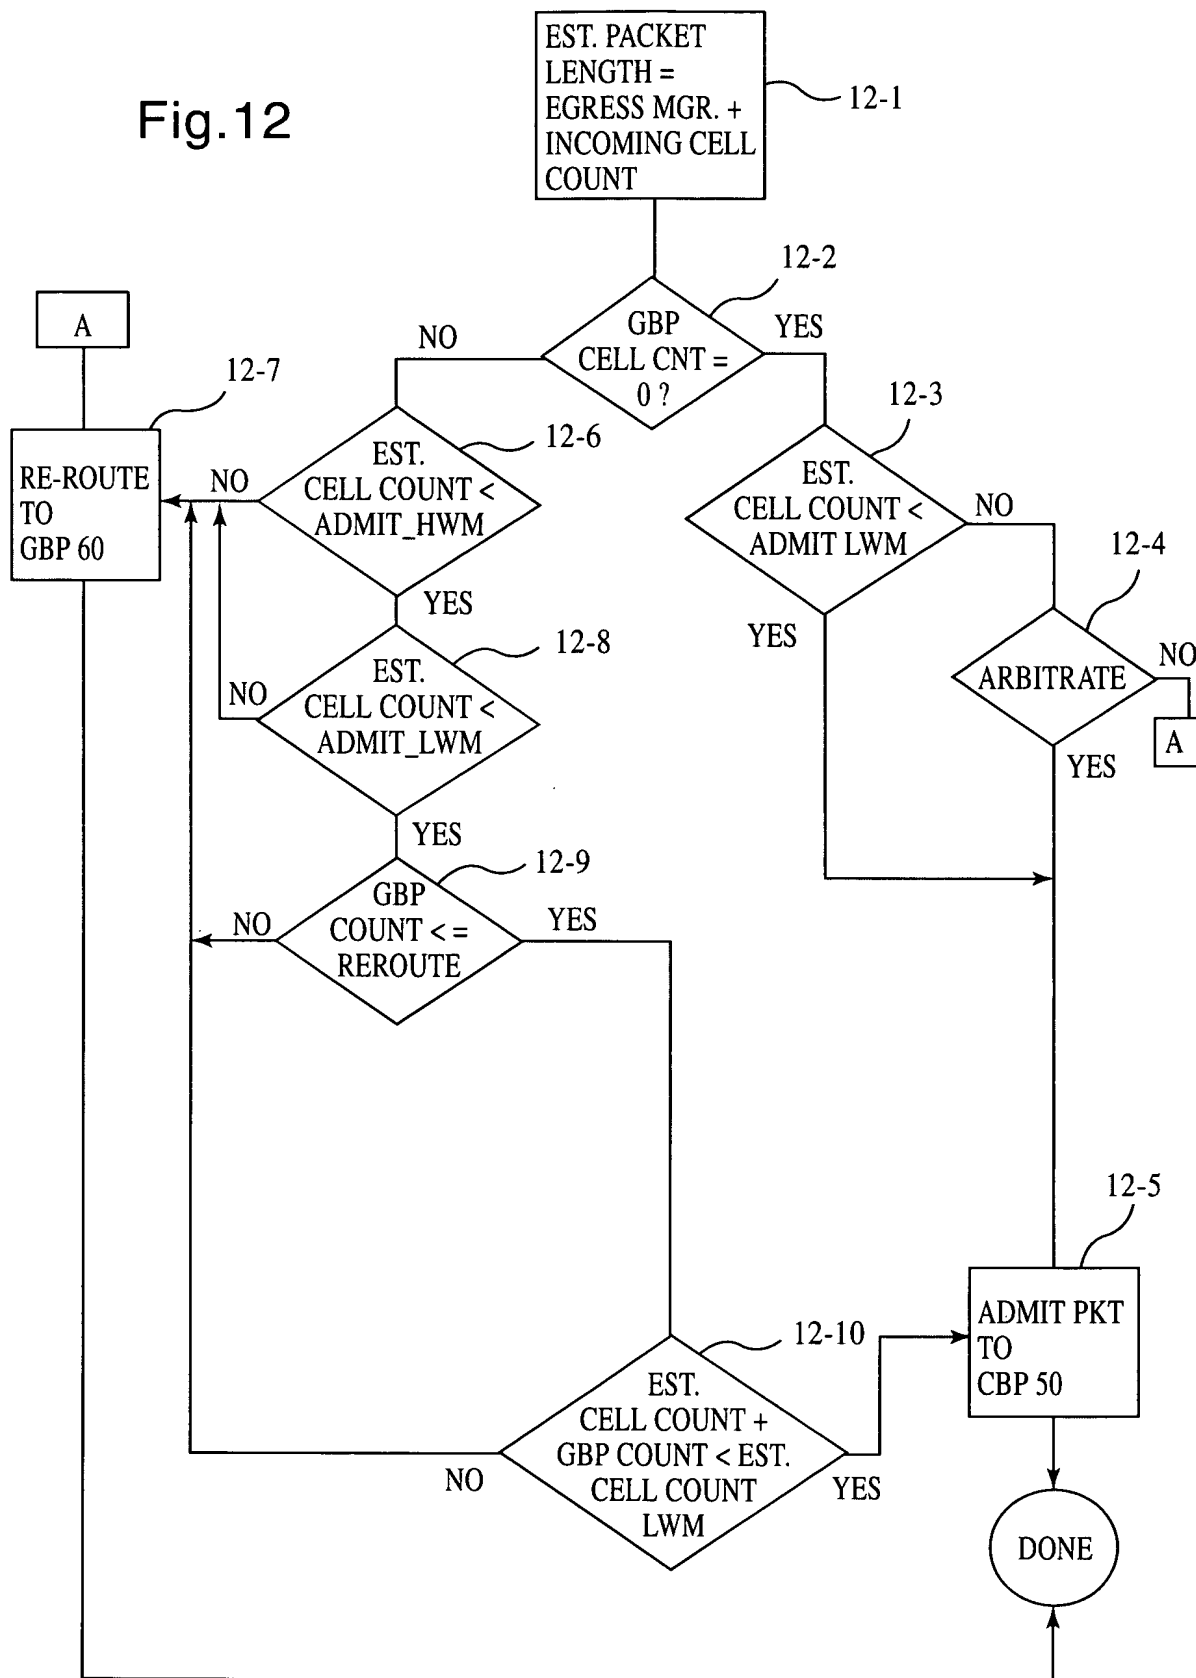 Fig.12
EST. PACKET
LENGTH =
EGRESS MGR. +
INCOMING CELL
COUNT
12-1
12-2
GBP
CELL CNT =
0 ?
NO
YES
A
12-7
RE-ROUTE
TO
GBP 60
12-6
EST.
CELL COUNT <
ADMIT_HWM
NO
YES
12-3
EST.
CELL COUNT <
ADMIT LWM
NO
YES
12-4
ARBITRATE
NO
A
YES
12-8
EST.
CELL COUNT <
ADMIT_LWM
NO
YES
12-9
GBP
COUNT < =
REROUTE
NO
YES
12-10
EST.
CELL COUNT +
GBP COUNT < EST.
CELL COUNT
LWM
NO
YES
12-5
ADMIT PKT
TO
CBP 50
DONE